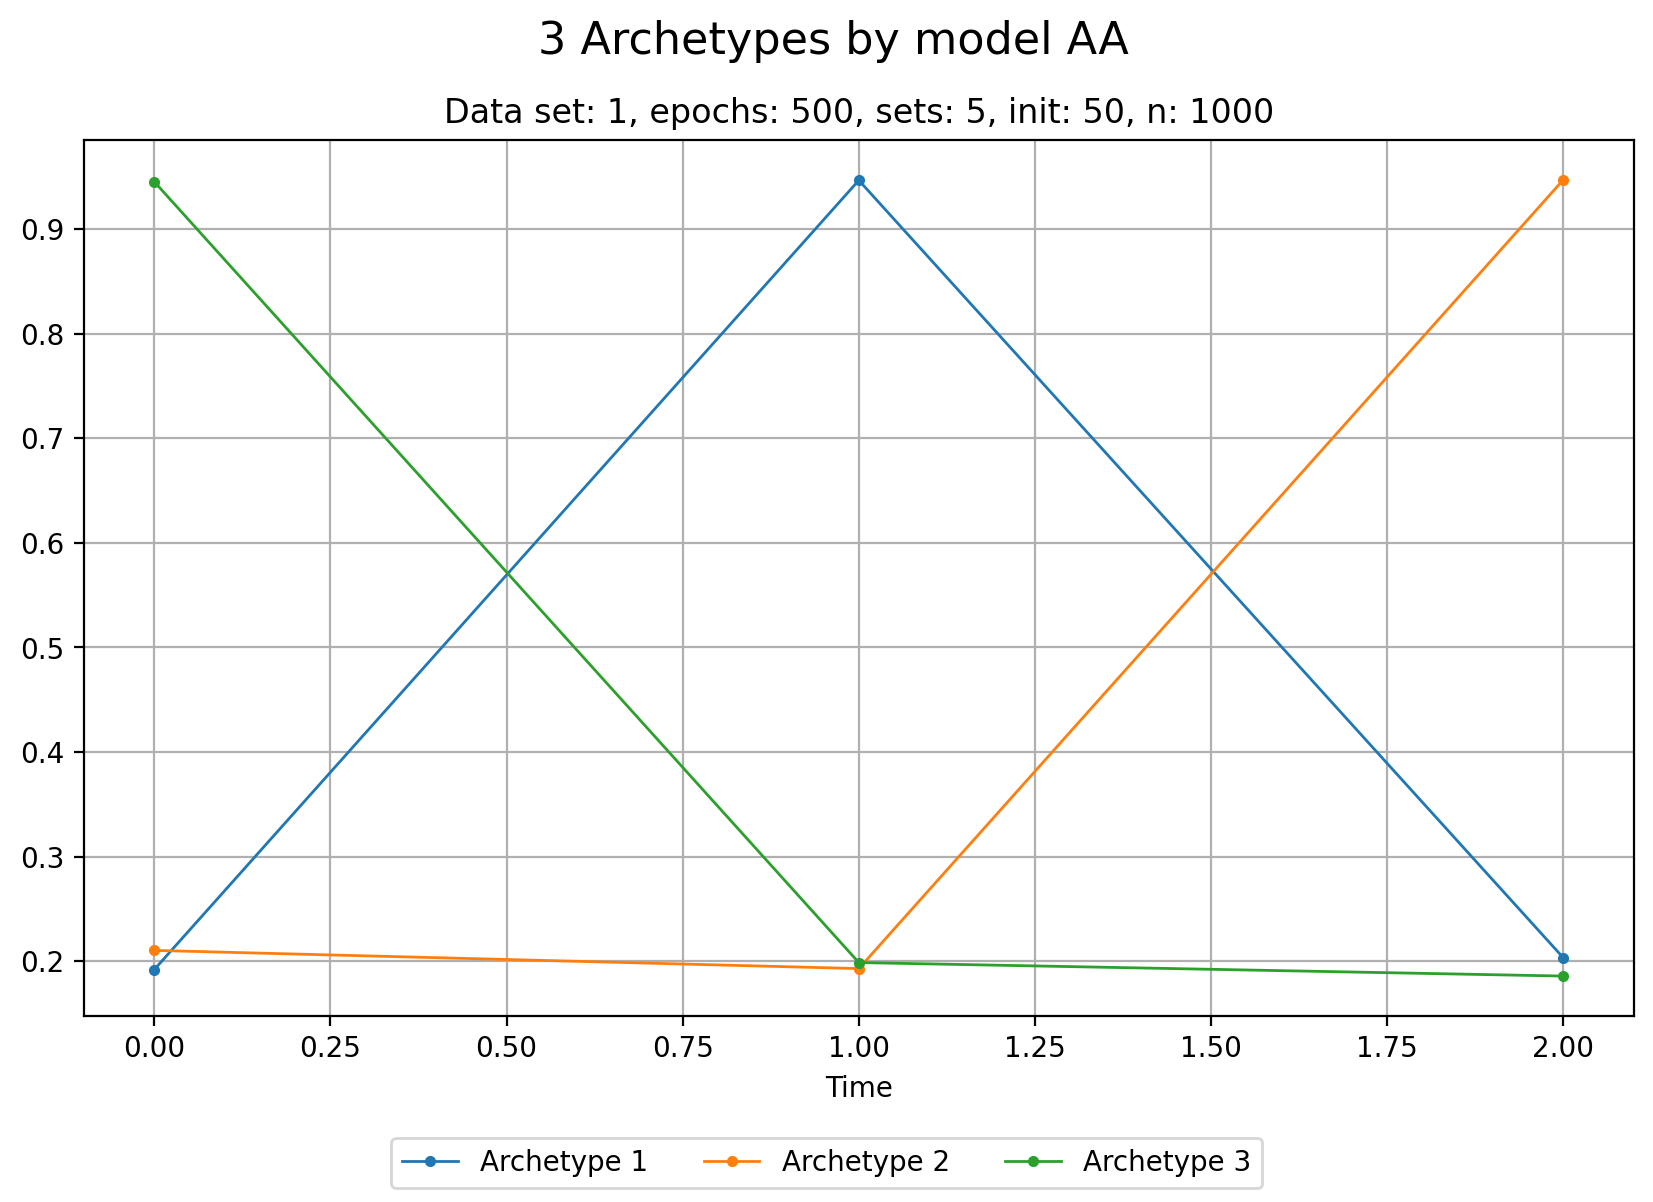 3 Archetypes by model AA
Data set: 1, epochs: 500, sets: 5, init: 50, n: 1000
0.9
0.8
0.7
0.6
0.5
0.4
0.3
0.2
0.00 0.25 0.50 0.75 1.00 1.25 1.50 1.75 2.00
Time
Archetype 1 Archetype 2 Archetype 3